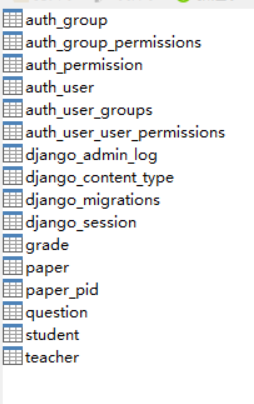 auth_group
auth_group_permissions
auth_permission
auth_user
auth_user_groups
auth_user_user_permissions
django_admin_log
django_content_type
django_migrations
django_session
grade
paper
paper_pid
question
student
teacher